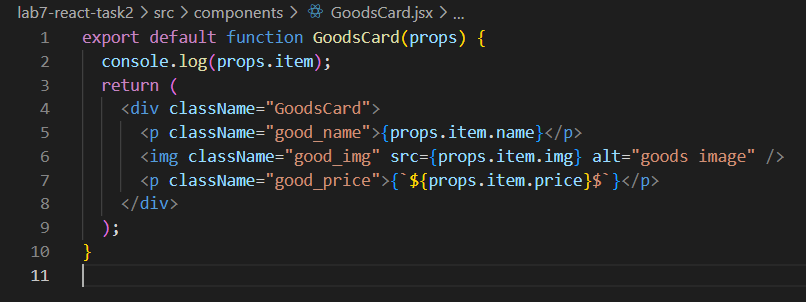 lab7-react-task2 > src > components > GoodsCard.jsx > ...
1 export default function GoodsCard(props) {
2   console.log(props.item);
3   return (
4     <div className="GoodsCard">
5       <p className="good_name">{props.item.name}</p>
6       <img className="good_img" src={props.item.img} alt="goods image" />
7       <p className="good_price">{`${props.item.price}$`}</p>
8     </div>
9   );
10 }
11